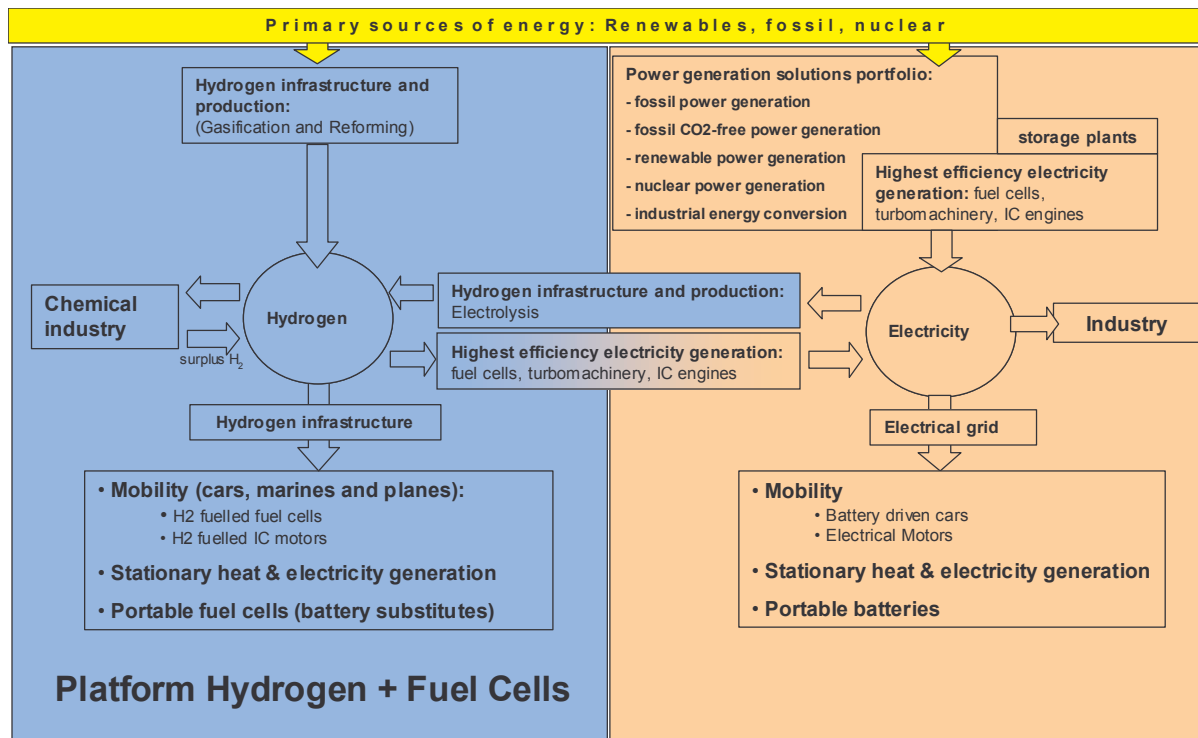 Primary sources of energy: Renewables, fossil, nuclear
Hydrogen infrastructure and
production:
(Gasification and Reforming)
Power generation solutions portfolio:
- fossil power generation
- fossil CO2-free power generation
- renewable power generation
- nuclear power generation
- industrial energy conversion
storage plants
Highest efficiency electricity
generation: fuel cells,
turbomachinery, IC engines
Chemical
industry
surplus H2
Hydrogen
Hydrogen infrastructure and production:
Electrolysis
Highest efficiency electricity generation:
fuel cells, turbomachinery, IC engines
Electricity
Industry
Hydrogen infrastructure
Electrical grid
• Mobility (cars, marines and planes):
• H2 fuelled fuel cells
• H2 fuelled IC motors
• Stationary heat & electricity generation
• Portable fuel cells (battery substitutes)
• Mobility
• Battery driven cars
• Electrical Motors
• Stationary heat & electricity generation
• Portable batteries
Platform Hydrogen + Fuel Cells